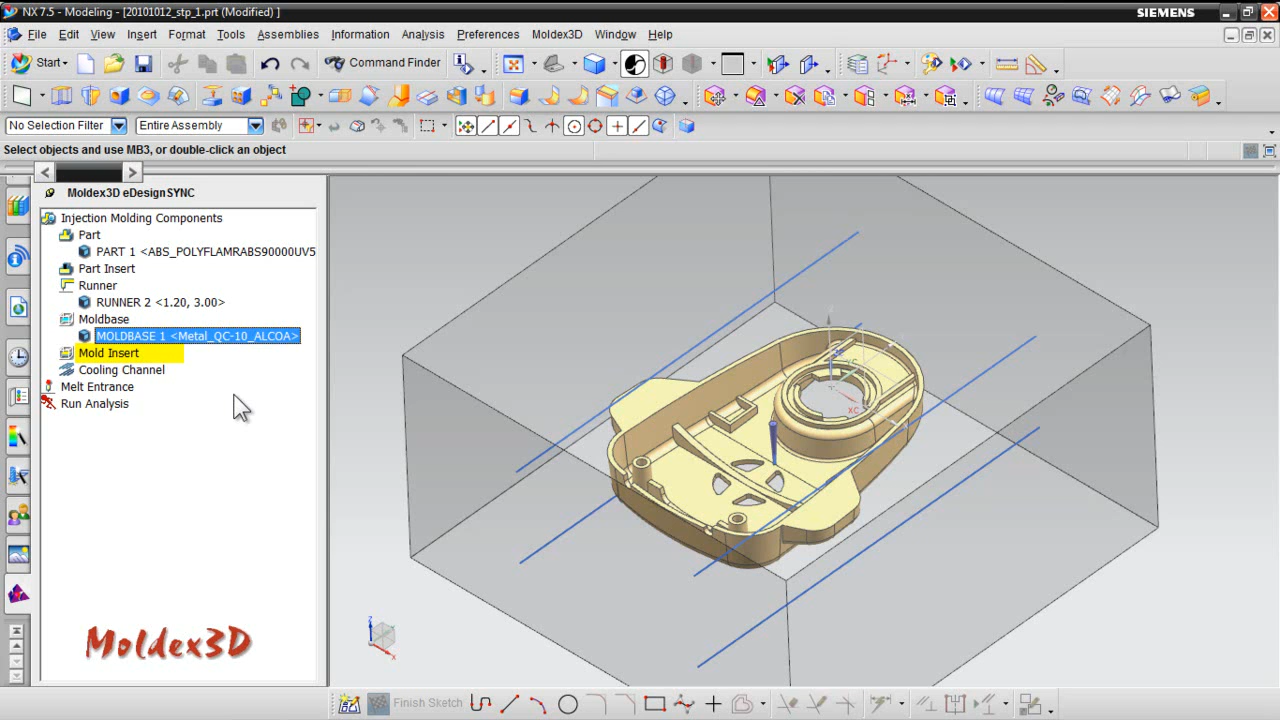 NX 7.5 - Modeling - [20101012_stp_1.prt (Modified) ]
SIEMENS
File Edit View Insert Format Tools Assemblies Information Analysis Preferences Moldex3D Window Help
Start
Command Finder
No Selection Filter
Entire Assembly
Select objects and use MB3, or double-click an object
Moldex3D eDesignSYNC
Injection Molding Components
Part
PART 1 <ABS_POLYFLAMRABS90000UV5
Part Insert
Runner
RUNNER 2 <1.20, 3.00>
Moldbase
MOLDBASE 1 <Metal_QC-10_ALCOA>
Mold Insert
Cooling Channel
Melt Entrance
Run Analysis
XC
Moldex3D
Finish Sketch